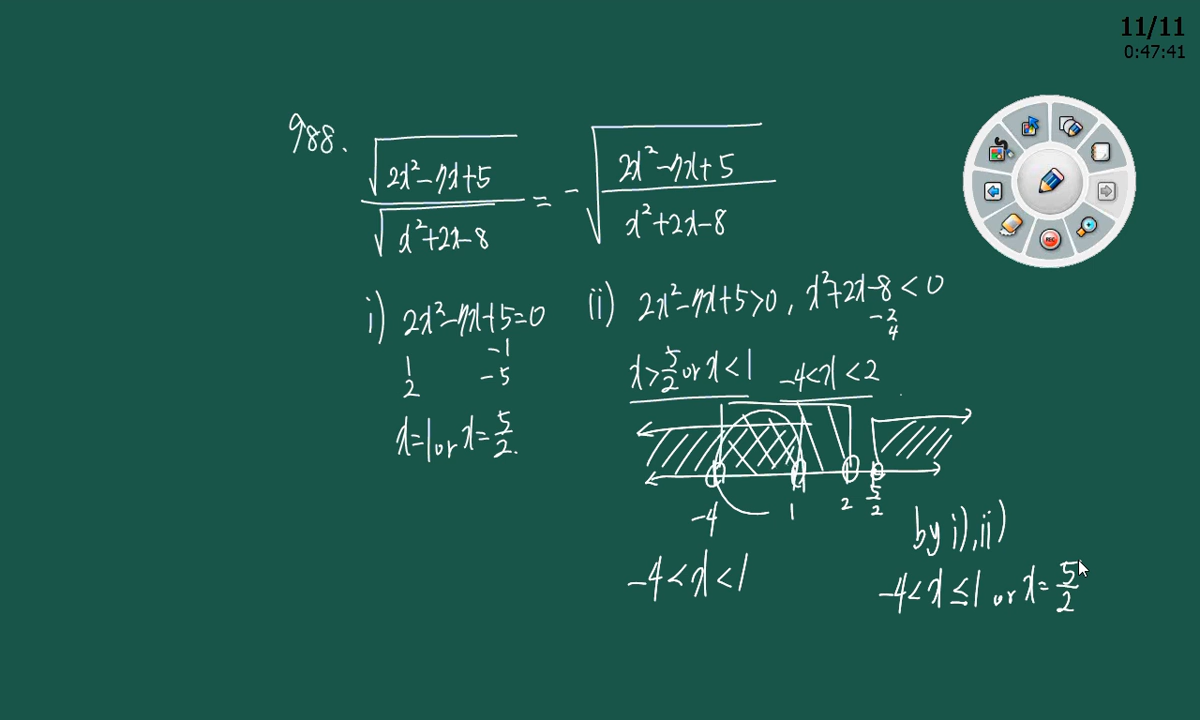 11/11
0:47:41
988. √(2x²-7x+5) / √(x²+2x-8) = -√((2x²-7x+5)/(x²+2x-8))
i) 2x²-7x+5=0
1 -1
2 -5
x=1 or x=5/2.
ii) 2x²-7x+5>0, x²+2x-8<0
-2
4
x>5/2 or x<1 -4<x<2
-4 1 2 5/2
-4<x<1
by i), ii)
-4<x≤1 or x=5/2
REC